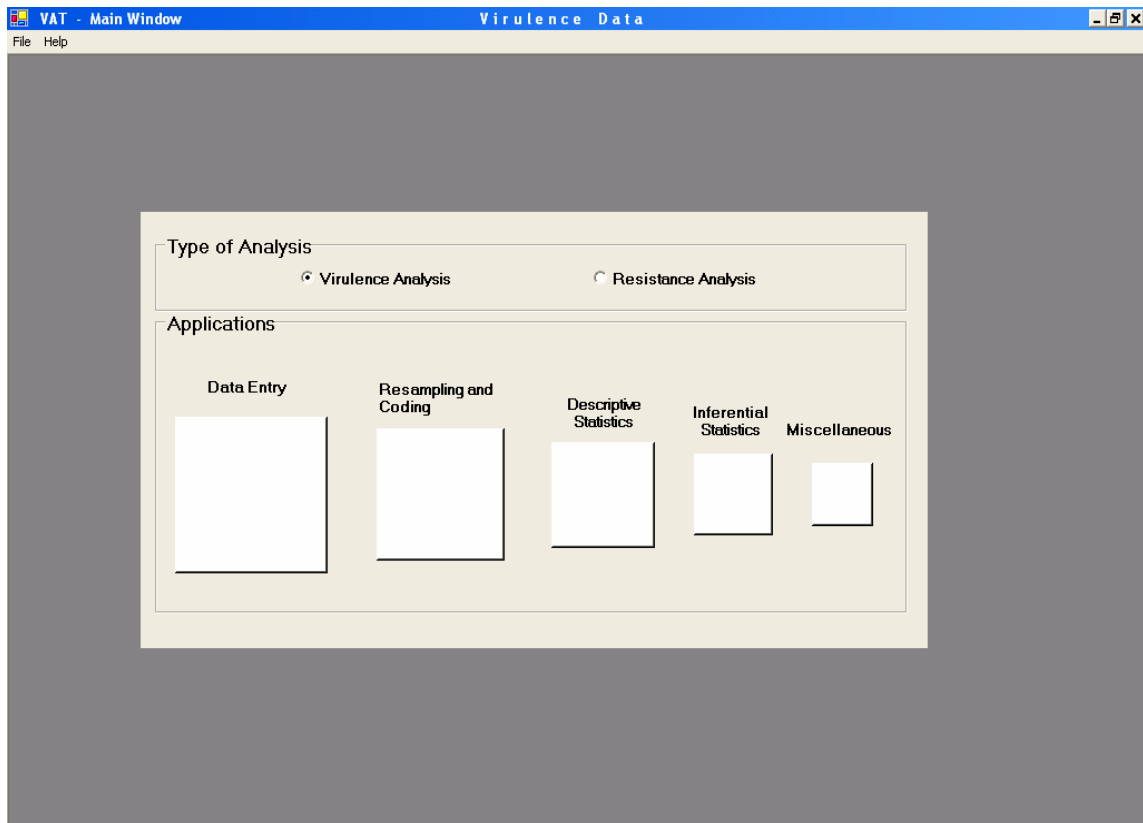 VAT - Main Window Virulence Data
File Help
Type of Analysis
Virulence Analysis Resistance Analysis
Applications
Data Entry
Resampling and
Coding
Descriptive
Statistics
Inferential
Statistics
Miscellaneous